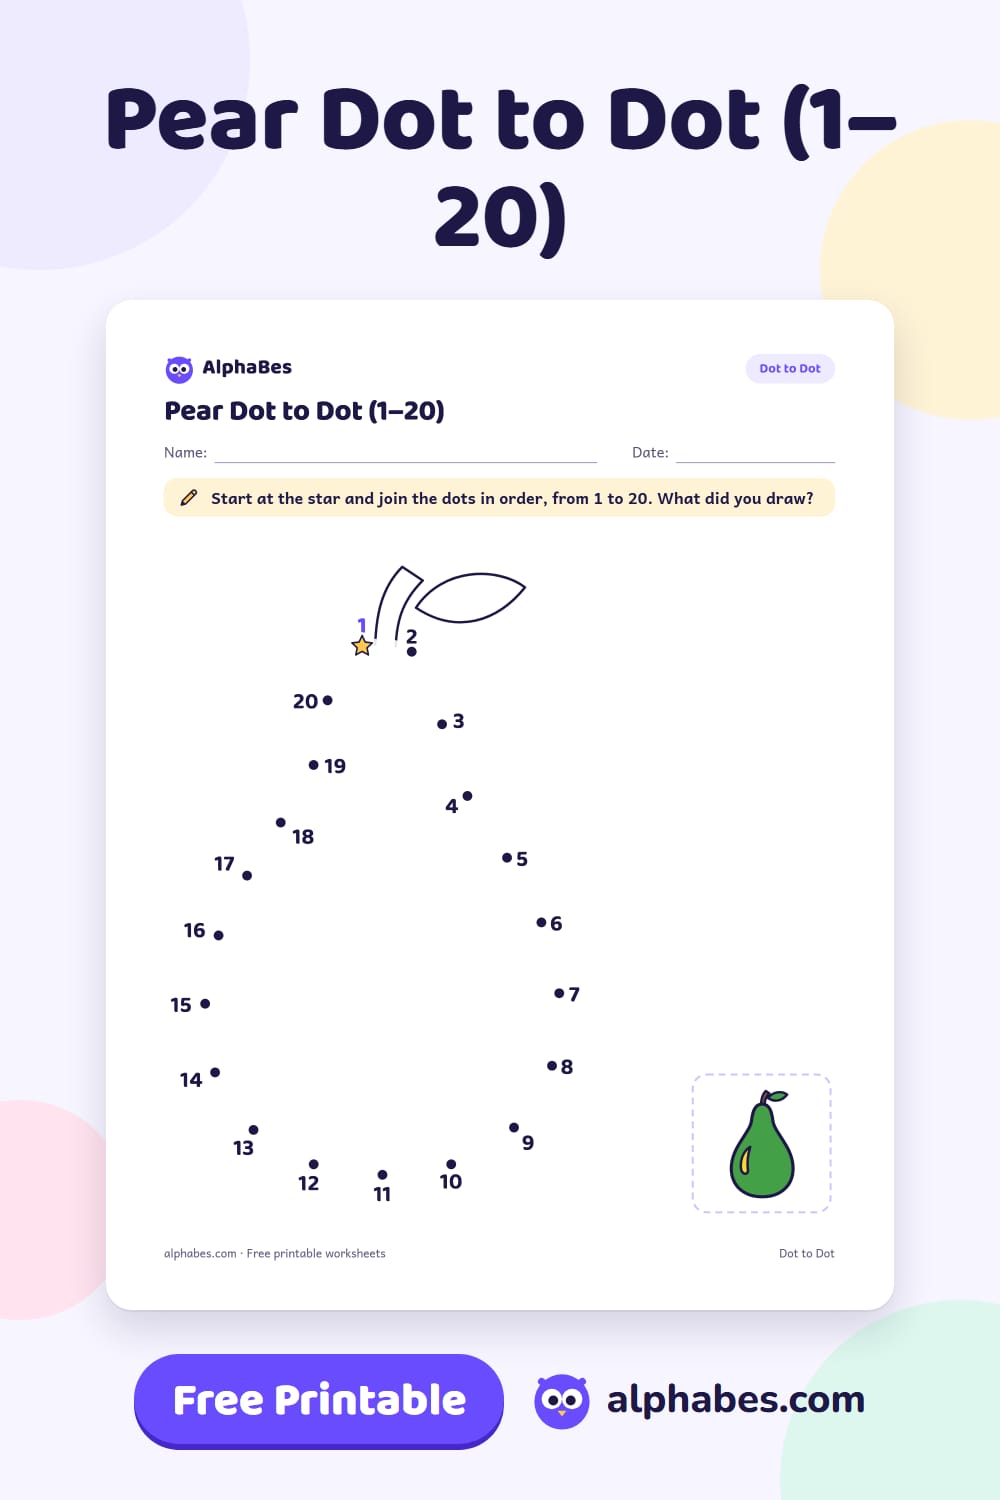 Pear Dot to Dot (1–
20)
AlphaBes
Dot to Dot
Pear Dot to Dot (1–20)
Name:
Date:
Start at the star and join the dots in order, from 1 to 20. What did you draw?
1
2
20
3
19
4
18
5
17
6
16
7
15
8
14
9
13
10
12
11
alphabes.com · Free printable worksheets
Dot to Dot
Free Printable
alphabes.com